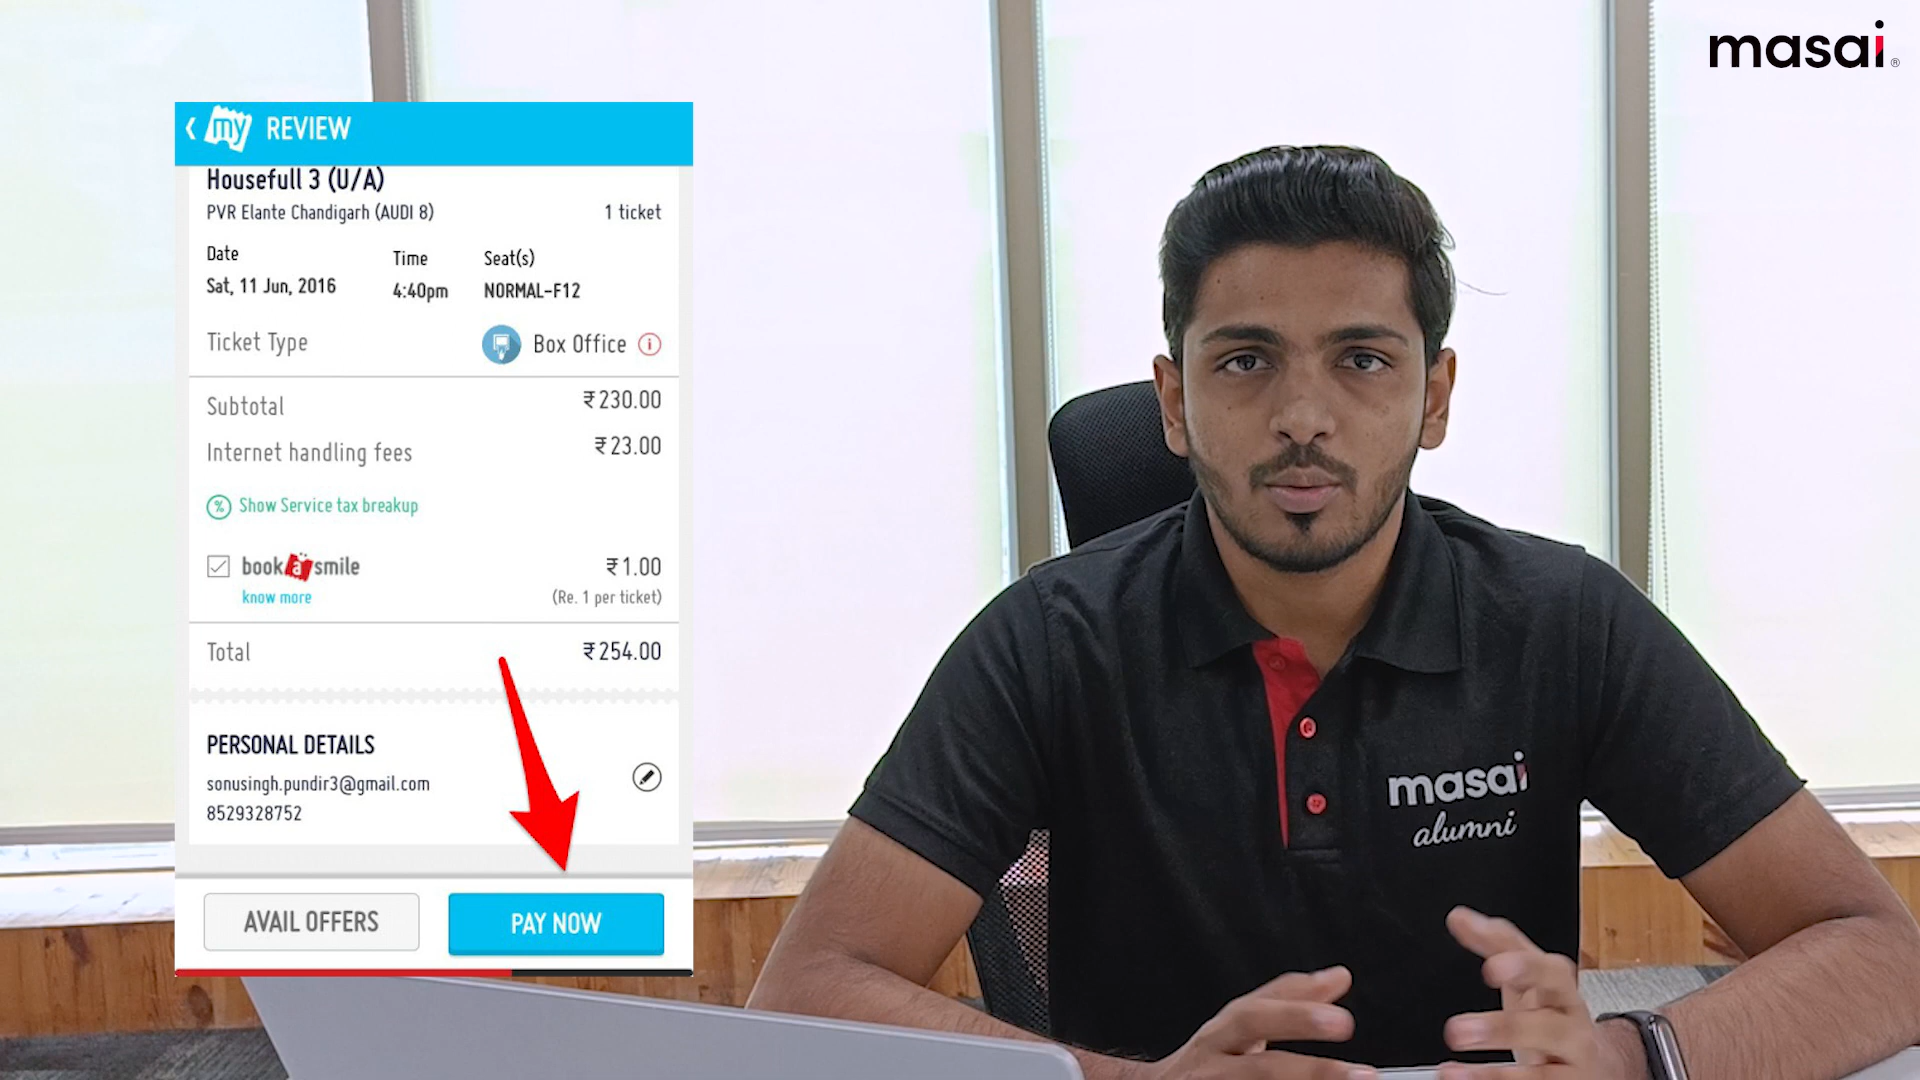 masai®
my REVIEW
Housefull 3 (U/A)
PVR Elante Chandigarh (AUDI 8) 1 ticket
Date Time Seat(s)
Sat, 11 Jun, 2016 4:40pm NORMAL-F12
Ticket Type Box Office i
Subtotal ₹230.00
Internet handling fees ₹23.00
% Show Service tax breakup
book a smile ₹1.00
know more (Re. 1 per ticket)
Total ₹254.00
PERSONAL DETAILS
sonusingh.pundir3@gmail.com
8529328752
AVAIL OFFERS PAY NOW
masai
alumni